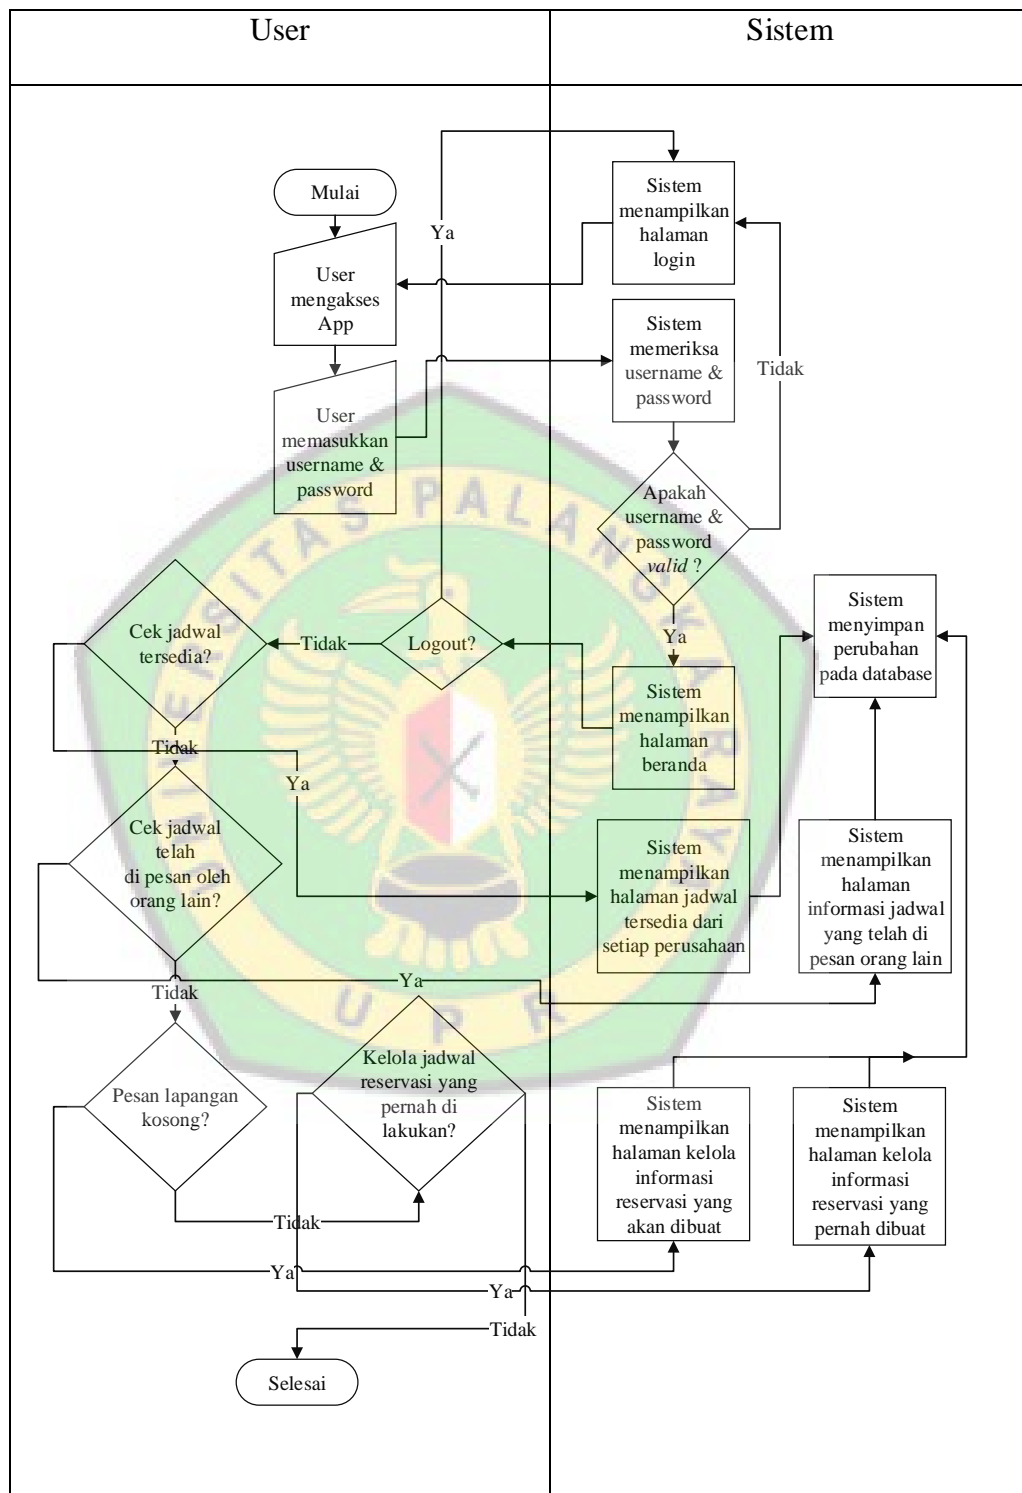 User
Sistem
Mulai
Ya
Sistem
menampilkan
halaman
login
User
mengakses
App
Sistem
memeriksa
username &
password
Tidak
User
memasukkan
username &
password
Apakah
username &
password
valid ?
Ya
Sistem
menyimpan
perubahan
pada database
Cek jadwal
tersedia?
Tidak
Logout?
Sistem
menampilkan
halaman
beranda
Tidak
Ya
Cek jadwal
telah
di pesan oleh
orang lain?
Sistem
menampilkan
halaman jadwal
tersedia dari
setiap perusahaan
Sistem
menampilkan
halaman
informasi jadwal
yang telah di
pesan orang lain
Tidak
Ya
Pesan lapangan
kosong?
Kelola jadwal
reservasi yang
pernah di
lakukan?
Sistem
menampilkan
halaman kelola
informasi
reservasi yang
akan dibuat
Sistem
menampilkan
halaman kelola
informasi
reservasi yang
pernah dibuat
Tidak
Ya
Ya
Tidak
Selesai
UNIVERSITAS PALANGKARAYA
UPR